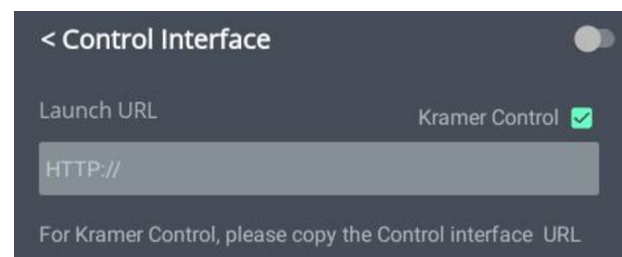 < Control Interface
Launch URL Kramer Control
HTTP://
For Kramer Control, please copy the Control interface URL